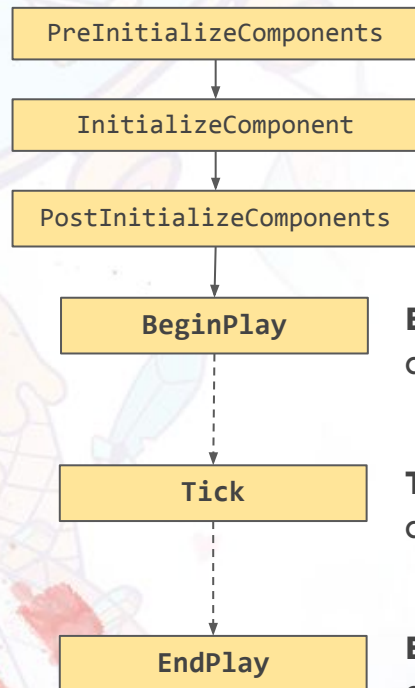 PreInitializeComponents
InitializeComponent
PostInitializeComponents
BeginPlay
Tick
EndPlay